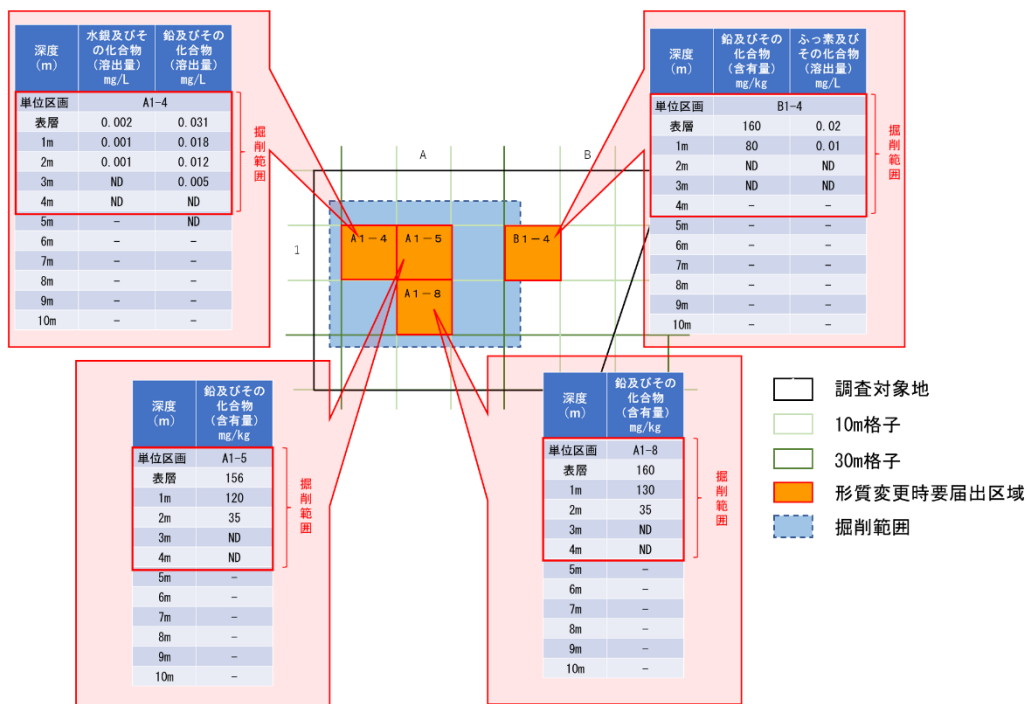 深度
（m）
水銀及びそ
の化合物
（溶出量）
mg/L
鉛及びその
化合物
（溶出量）
mg/L
単位区画 A1-4
表層 0.002 0.031
1m 0.001 0.018
2m 0.001 0.012
3m ND 0.005
4m ND ND
5m － ND
6m － －
7m － －
8m － －
9m － －
10m － －
掘削範囲
深度
（m）
鉛及びその
化合物
（含有量）
mg/kg
ふっ素及び
その化合物
（溶出量）
mg/L
単位区画 B1-4
表層 160 0.02
1m 80 0.01
2m ND ND
3m ND ND
4m － －
5m － －
6m － －
7m － －
8m － －
9m － －
10m － －
掘削範囲
A B
1
A1－4 A1－5 B1－4
A1－8
深度
（m）
鉛及びその
化合物
（含有量）
mg/kg
単位区画 A1-5
表層 156
1m 120
2m 35
3m ND
4m ND
5m －
6m －
7m －
8m －
9m －
10m －
掘削範囲
深度
（m）
鉛及びその
化合物
（含有量）
mg/kg
単位区画 A1-8
表層 160
1m 130
2m 35
3m ND
4m ND
5m －
6m －
7m －
8m －
9m －
10m －
掘削範囲
調査対象地
10m格子
30m格子
形質変更時要届出区域
掘削範囲